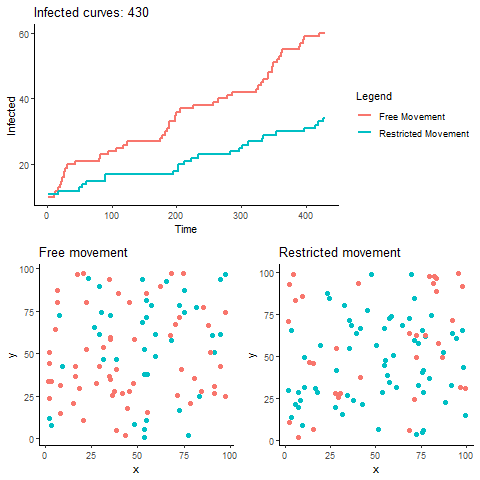 Infected curves: 430
60
40
20
Infected
0
100
200
300
400
Time
Legend
Free Movement
Restricted Movement
Free movement
100
75
50
25
0
y
0
25
50
75
100
x
Restricted movement
100
75
50
25
0
y
0
25
50
75
100
x